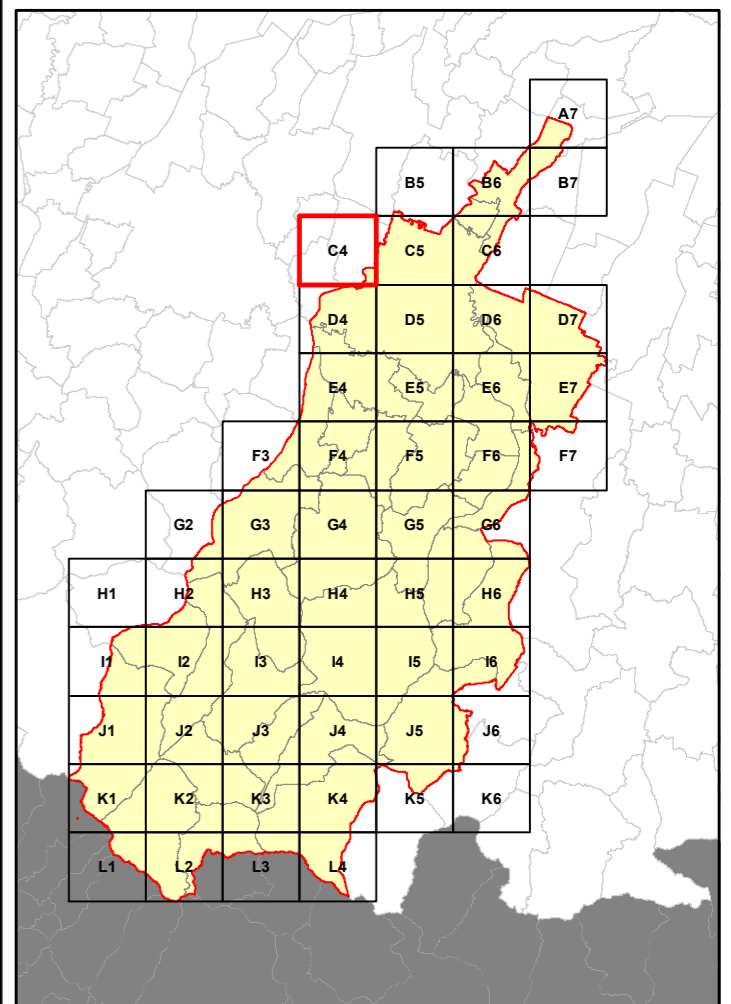 A7
B5 B6 B7
C4 C5 C6
D4 D5 D6 D7
E4 E5 E6 E7
F3 F4 F5 F6 F7
G2 G3 G4 G5 G6
H1 H2 H3 H4 H5 H6
I1 I2 I3 I4 I5 I6
J1 J2 J3 J4 J5 J6
K1 K2 K3 K4 K5 K6
L1 L2 L3 L4